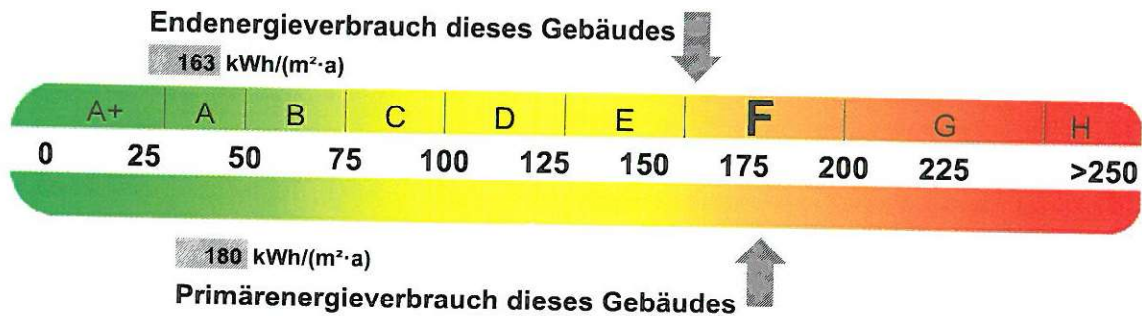 Endenergieverbrauch dieses Gebäudes
163 kWh/(m²·a)
A+ A B C D E F G H
0 25 50 75 100 125 150 175 200 225 >250
180 kWh/(m²·a)
Primärenergieverbrauch dieses Gebäudes